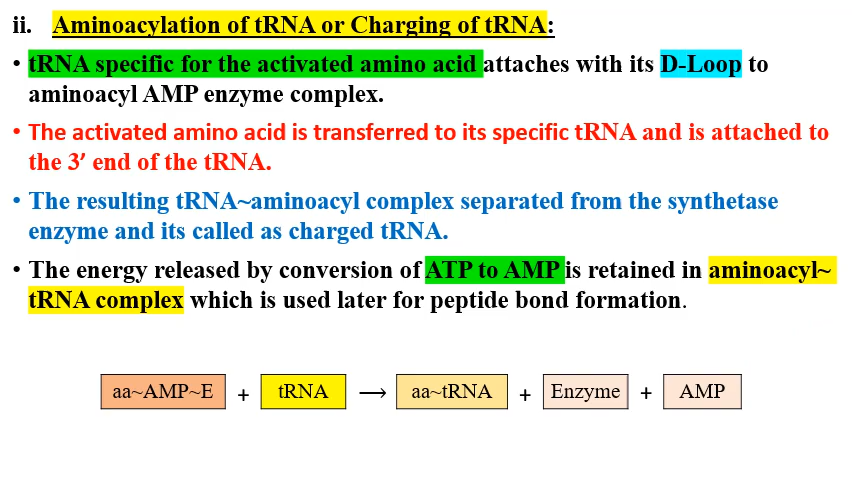 ii. Aminoacylation of tRNA or Charging of tRNA:
• tRNA specific for the activated amino acid attaches with its D-Loop to
aminoacyl AMP enzyme complex.
• The activated amino acid is transferred to its specific tRNA and is attached to
the 3’ end of the tRNA.
• The resulting tRNA~aminoacyl complex separated from the synthetase
enzyme and its called as charged tRNA.
• The energy released by conversion of ATP to AMP is retained in aminoacyl~
tRNA complex which is used later for peptide bond formation.
aa~AMP~E + tRNA ⟶ aa~tRNA + Enzyme + AMP